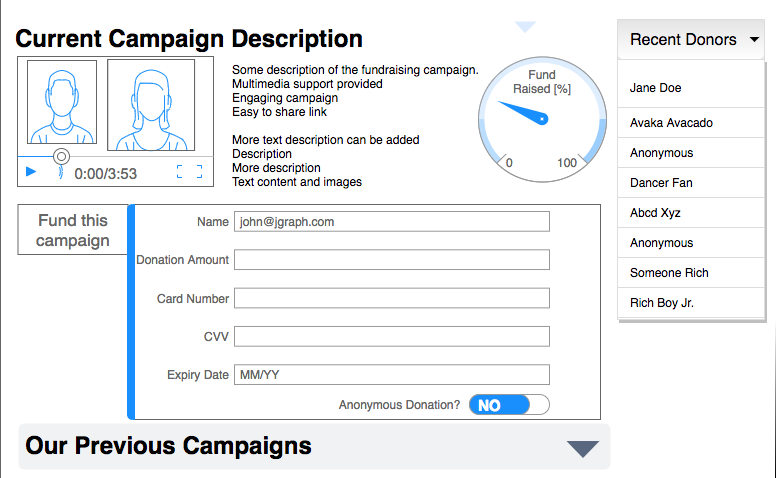 Current Campaign Description
Some description of the fundraising campaign.
Multimedia support provided
Engaging campaign
Easy to share link
More text description can be added
Description
More description
Text content and images
0:00/3:53
Fund
Raised [%]
0
100
Recent Donors
Jane Doe
Avaka Avacado
Anonymous
Dancer Fan
Abcd Xyz
Anonymous
Someone Rich
Rich Boy Jr.
Fund this
campaign
Name john@jgraph.com
Donation Amount
Card Number
CVV
Expiry Date MM/YY
Anonymous Donation? NO
Our Previous Campaigns